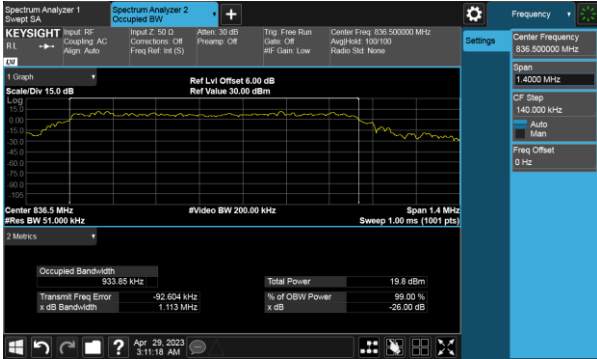 Spectrum Analyzer 1
Swept SA
Spectrum Analyzer 2
Occupied BW
Frequency
KEYSIGHT
Input: RF
Coupling: AC
Align: Auto
Input Z: 50 Ω
Corrections: Off
Freq Ref: Int (S)
Atten: 30 dB
Preamp: Off
Trig: Free Run
Gate: Off
#IF Gain: Low
Center Freq: 836.500000 MHz
Avg|Hold: 100/100
Radio Std: None
RL
LXI
Settings
Center Frequency
836.500000 MHz
Span
1.4000 MHz
CF Step
140.000 kHz
Auto
Man
Freq Offset
0 Hz
1 Graph
Scale/Div 15.0 dB
Ref Lvl Offset 6.00 dB
Ref Value 30.00 dBm
Log
15.0
0.00
-15.0
-30.0
-45.0
-60.0
-75.0
-90.0
-105
Center 836.5 MHz
#Res BW 51.000 kHz
#Video BW 200.00 kHz
Span 1.4 MHz
Sweep 1.00 ms (1001 pts)
2 Metrics
Occupied Bandwidth
933.85 kHz
Total Power 19.8 dBm
Transmit Freq Error -92.604 kHz
% of OBW Power 99.00 %
x dB Bandwidth 1.113 MHz
x dB -26.00 dB
?
Apr 29, 2023
3:11:18 AM